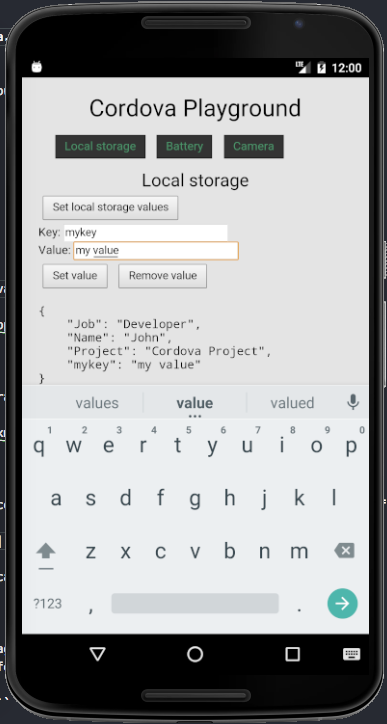 LTE 12:00
Cordova Playground
Local storage Battery Camera
Local storage
Set local storage values
Key: mykey
Value: my value
Set value Remove value
{
"Job": "Developer",
"Name": "John",
"Project": "Cordova Project",
"mykey": "my value"
}
values value valued
1 2 3 4 5 6 7 8 9 0
q w e r t y u i o p
a s d f g h j k l
z x c v b n m
?123 , .